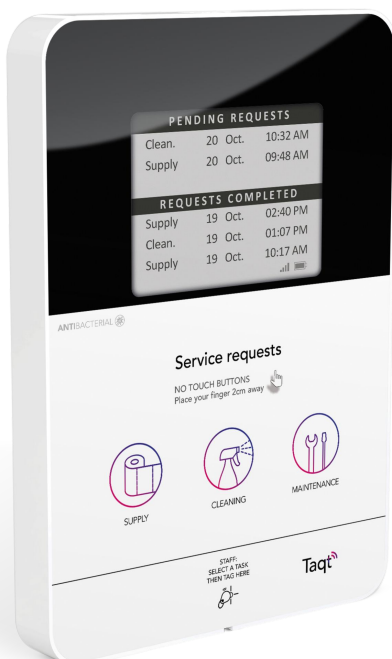 PENDING REQUESTS
Clean. 20 Oct. 10:32 AM
Supply 20 Oct. 09:48 AM
REQUESTS COMPLETED
Supply 19 Oct. 02:40 PM
Clean. 19 Oct. 01:07 PM
Supply 19 Oct. 10:17 AM
ANTIBACTERIAL
Service requests
NO TOUCH BUTTONS
Place your finger 2cm away
SUPPLY
CLEANING
MAINTENANCE
STAFF:
SELECT A TASK
THEN TAG HERE
Taqt